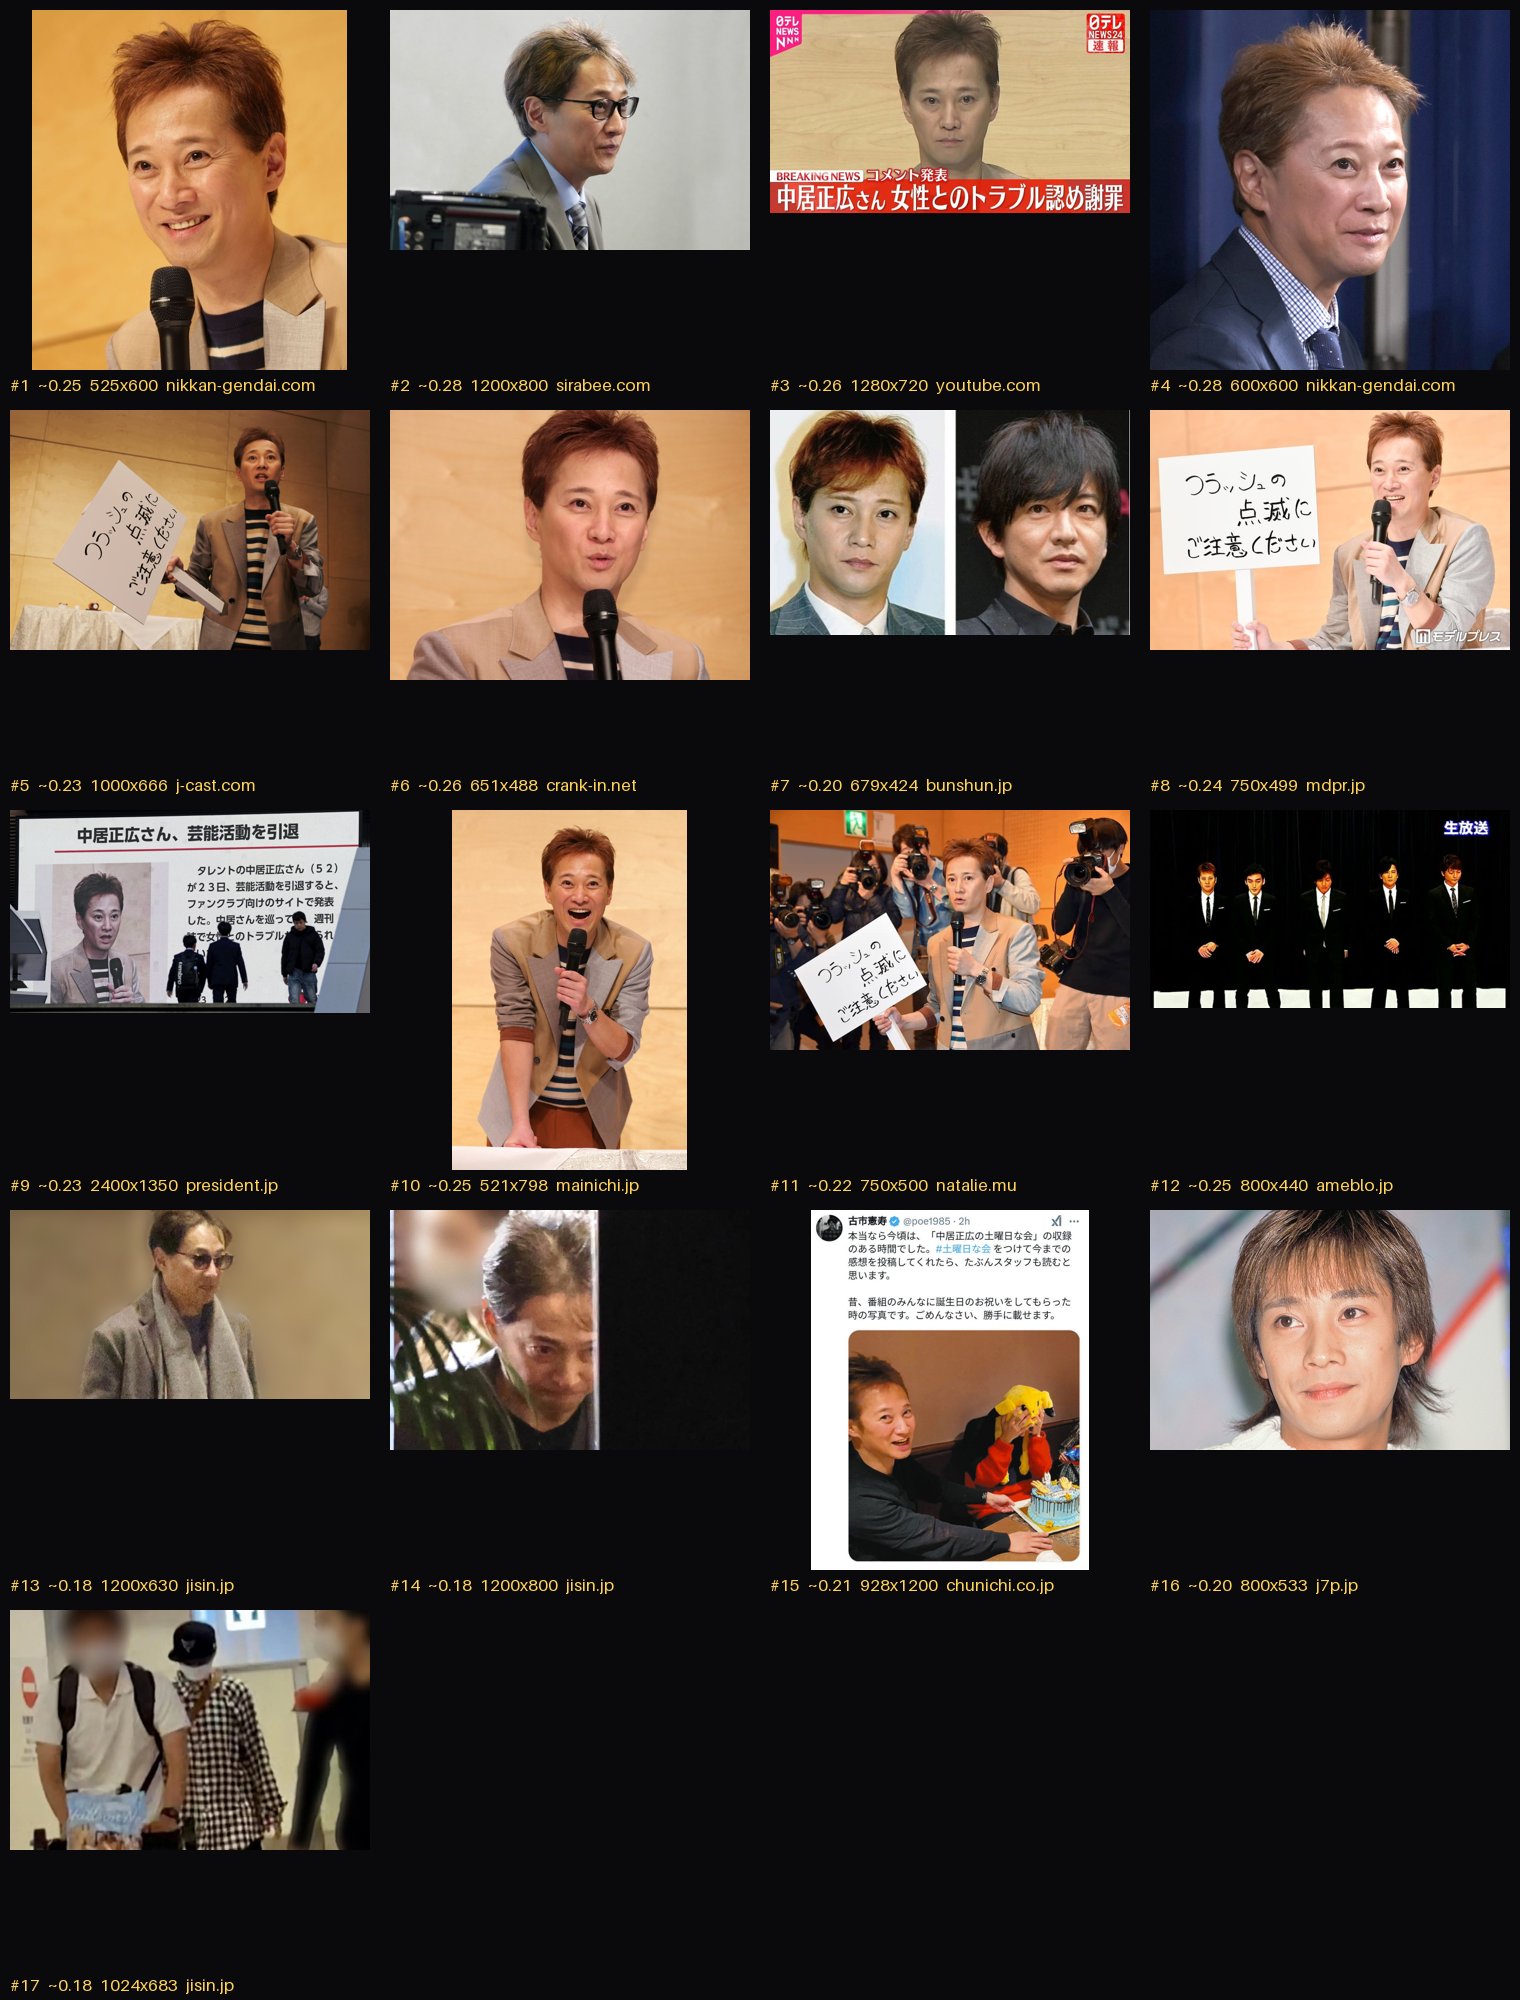 日テレ
NEWS
NNN
日テレ
NEWS24
速報
BREAKING NEWS コメント発表
中居正広さん 女性とのトラブル認め謝罪
#1 ~0.25 525x600 nikkan-gendai.com
#2 ~0.28 1200x800 sirabee.com
#3 ~0.26 1280x720 youtube.com
#4 ~0.28 600x600 nikkan-gendai.com
フラッシュの
点滅に
ご注意ください
フラッシュの
点滅に
ご注意ください
モデルプレス
#5 ~0.23 1000x666 j-cast.com
#6 ~0.26 651x488 crank-in.net
#7 ~0.20 679x424 bunshun.jp
#8 ~0.24 750x499 mdpr.jp
中居正広さん、芸能活動を引退
タレントの中居正広さん(52)
が23日、芸能活動を引退すると、
ファンクラブ向けのサイトで発表
した。中居さんを巡って 週刊
フラッシュの
点滅に
ご注意ください
生放送
#9 ~0.23 2400x1350 president.jp
#10 ~0.25 521x798 mainichi.jp
#11 ~0.22 750x500 natalie.mu
#12 ~0.25 800x440 ameblo.jp
古市憲寿 @poe1985 · 2h
本当なら今頃は、「中居正広の土曜日な会」の収録
のある時間でした。#土曜日な会 をつけて今までの
感想を投稿してくれたら、たぶんスタッフも読むと
思います。
昔、番組のみんなに誕生日のお祝いをしてもらった
時の写真です。ごめんなさい、勝手に載せます。
#13 ~0.18 1200x630 jisin.jp
#14 ~0.18 1200x800 jisin.jp
#15 ~0.21 928x1200 chunichi.co.jp
#16 ~0.20 800x533 j7p.jp
#17 ~0.18 1024x683 jisin.jp